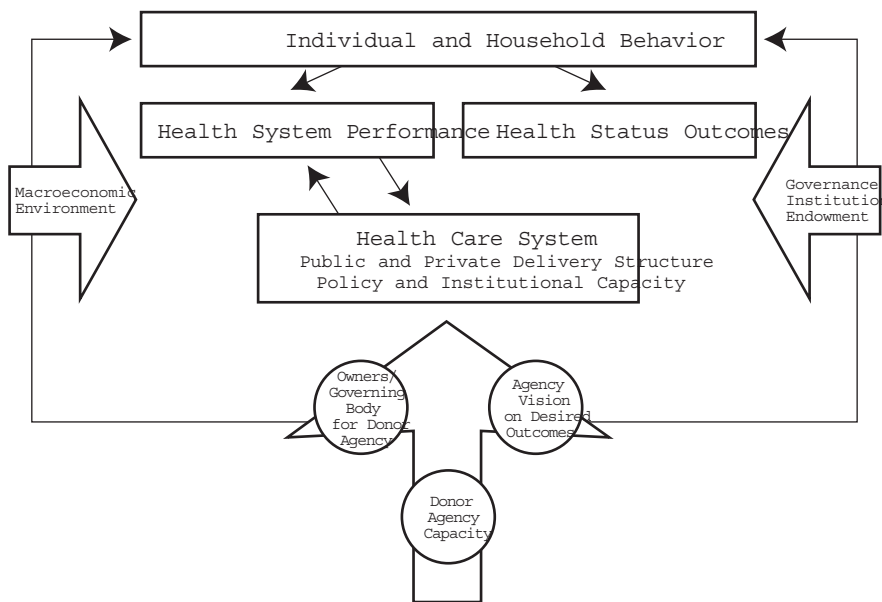 Individual and Household Behavior
Health System Performance
Health Status Outcomes
Macroeconomic
Environment
Governance
Institutio
Endowment
Health Care System
Public and Private Delivery Structure
Policy and Institutional Capacity
Owners/
Governing
Body
for Donor
Agency
Agency
Vision
on Desired
Outcomes
Donor
Agency
Capacity